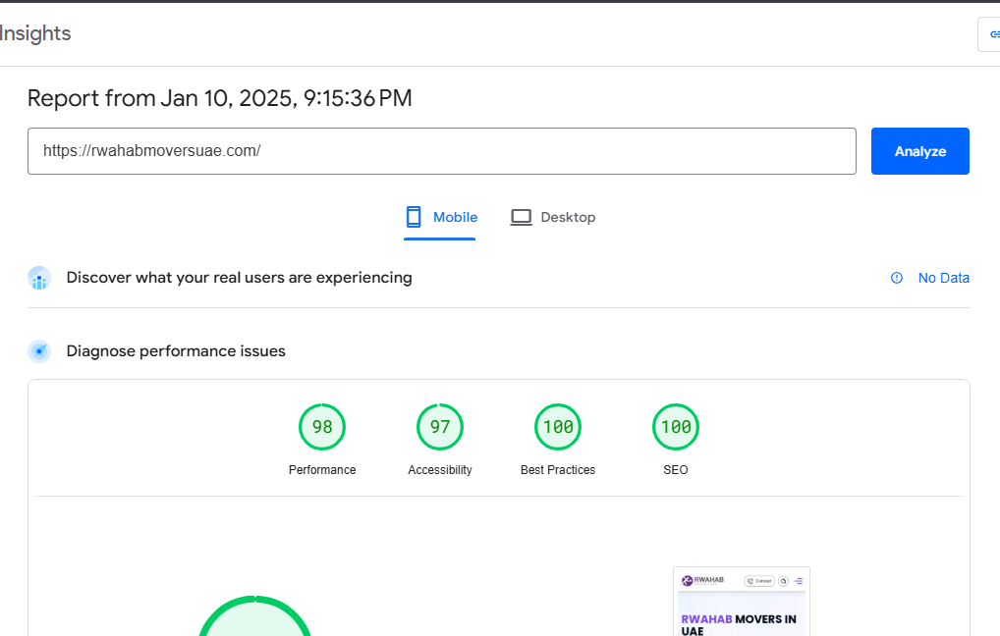 Insights
Report from Jan 10, 2025, 9:15:36 PM
https://rwahabmoversuae.com/
Analyze
Mobile
Desktop
Discover what your real users are experiencing
No Data
Diagnose performance issues
98
97
100
100
Performance
Accessibility
Best Practices
SEO
RWAHAB
Contact
RWAHAB MOVERS IN
UAE